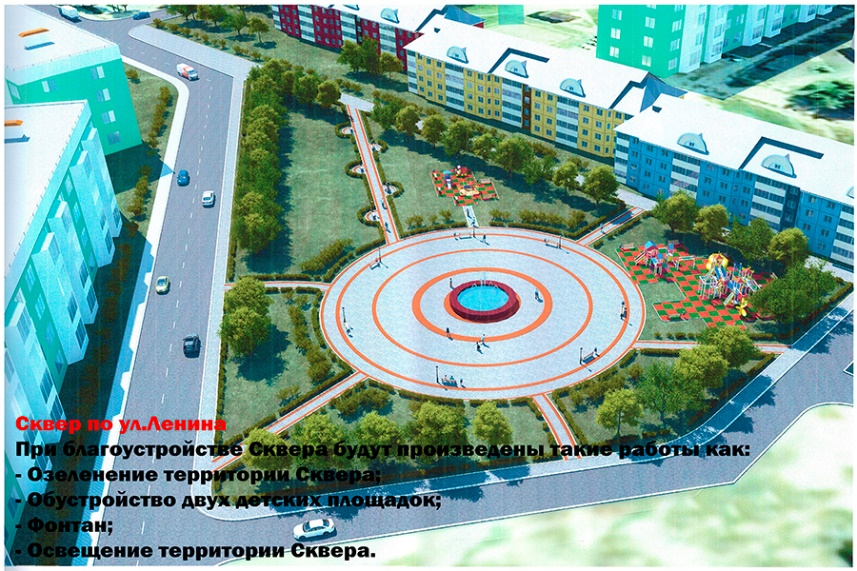 Сквер по ул.Ленина
При благоустройстве Сквера будут произведены такие работы как:
- Озеленение территории Сквера;
- Обустройство двух детских площадок;
- Фонтан;
- Освещение территории Сквера.